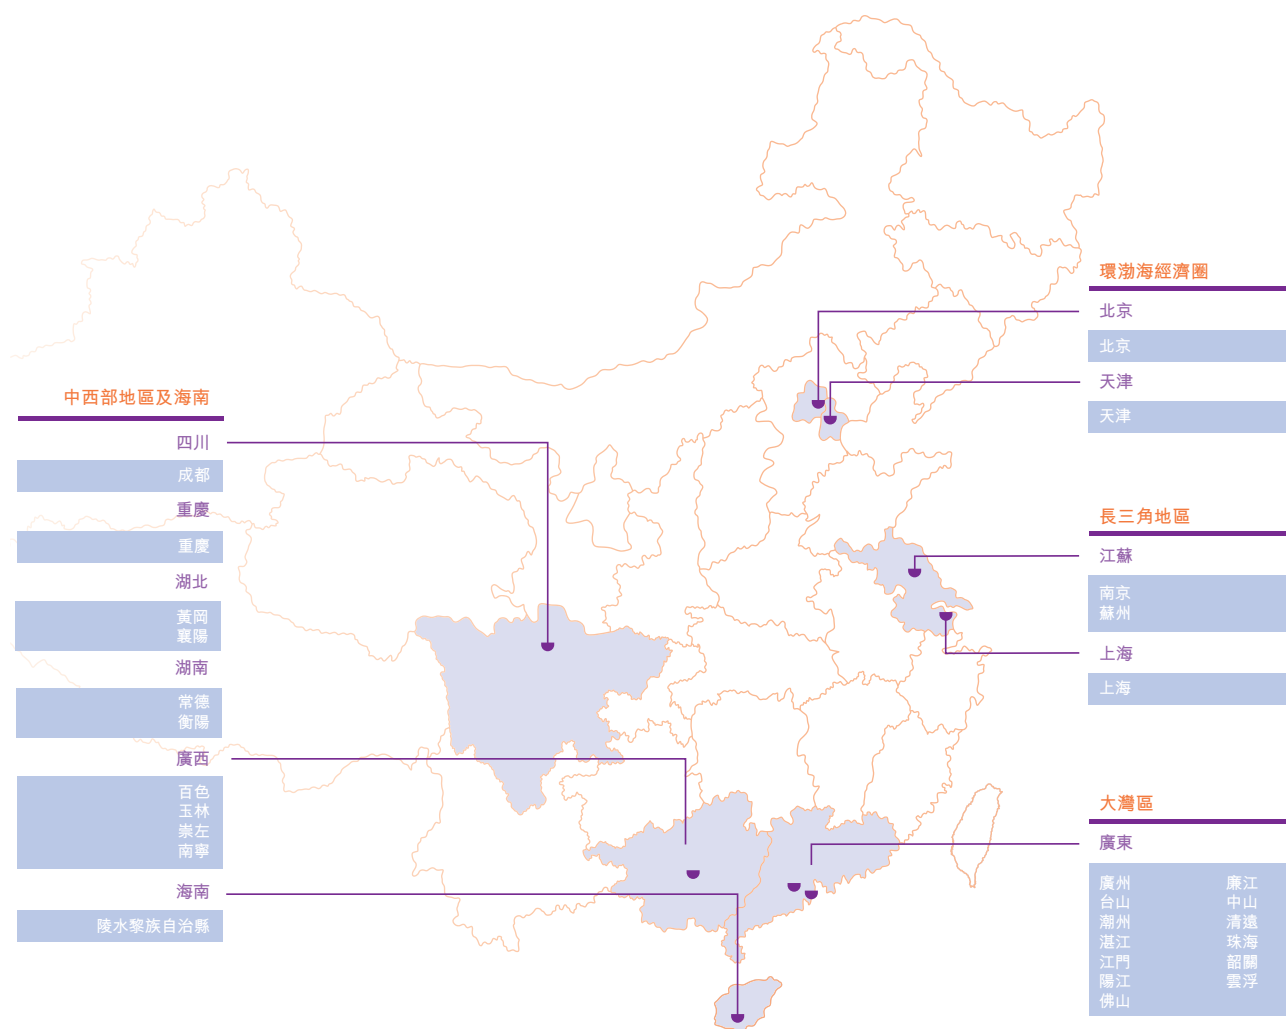 中西部地區及海南
四川
成都
重慶
重慶
湖北
黃岡
襄陽
湖南
常德
衡陽
廣西
百色
玉林
崇左
南寧
海南
陵水黎族自治縣
環渤海經濟圈
北京
北京
天津
天津
長三角地區
江蘇
南京
蘇州
上海
上海
大灣區
廣東
廣州
台山
潮州
湛江
江門
陽江
佛山
廉江
中山
清遠
珠海
韶關
雲浮